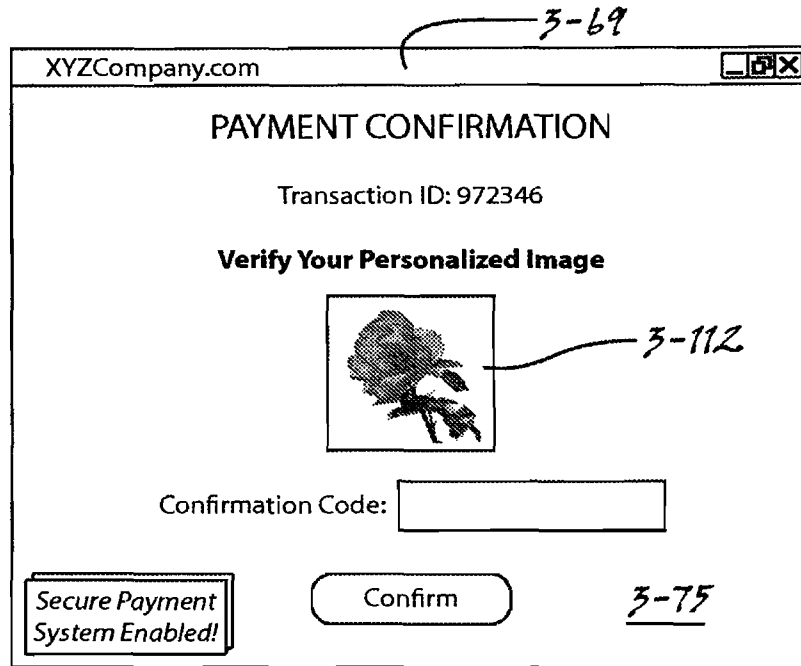 3-69
XYZCompany.com
PAYMENT CONFIRMATION
Transaction ID: 972346
Verify Your Personalized Image
3-112
Confirmation Code:
Secure Payment
System Enabled!
Confirm
3-75